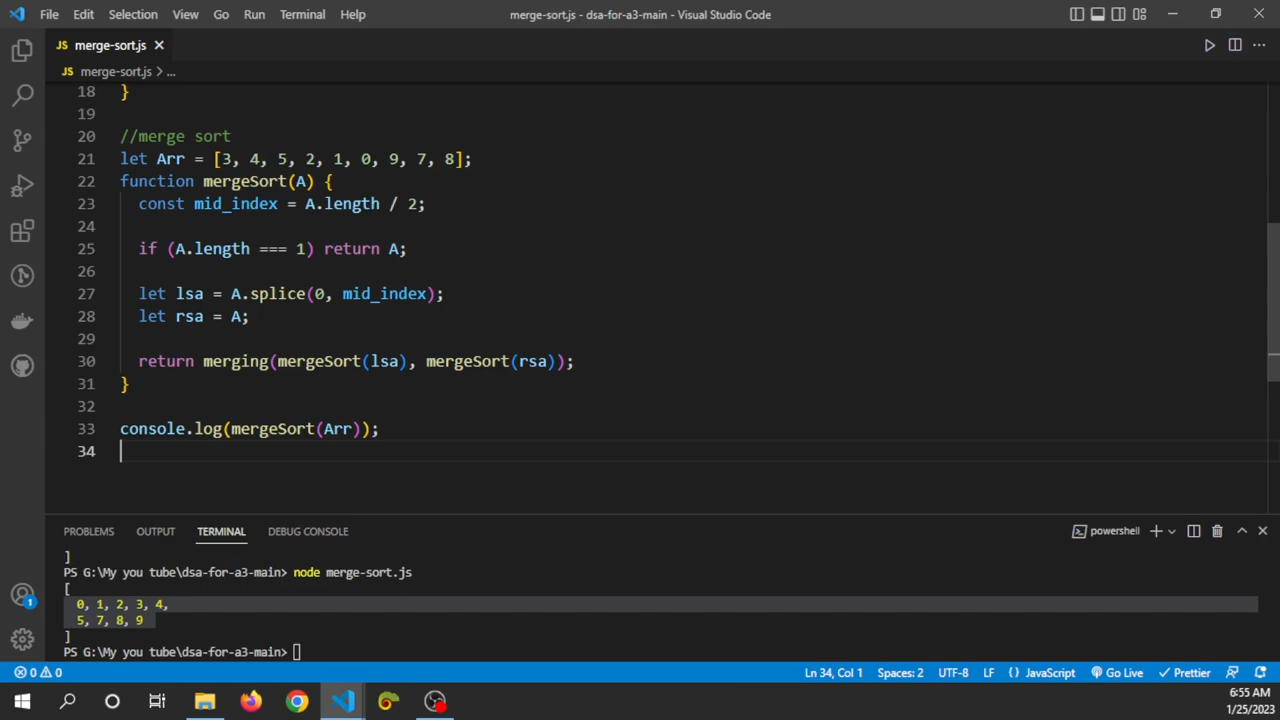 File Edit Selection View Go Run Terminal Help
merge-sort.js - dsa-for-a3-main - Visual Studio Code
JS merge-sort.js
JS merge-sort.js > ...
18 }
19
20 //merge sort
21 let Arr = [3, 4, 5, 2, 1, 0, 9, 7, 8];
22 function mergeSort(A) {
23 const mid_index = A.length / 2;
24
25 if (A.length === 1) return A;
26
27 let lsa = A.splice(0, mid_index);
28 let rsa = A;
29
30 return merging(mergeSort(lsa), mergeSort(rsa));
31 }
32
33 console.log(mergeSort(Arr));
34
PROBLEMS OUTPUT TERMINAL DEBUG CONSOLE
powershell
]
PS G:\My you tube\dsa-for-a3-main> node merge-sort.js
[
0, 1, 2, 3, 4,
5, 7, 8, 9
]
PS G:\My you tube\dsa-for-a3-main>
1
0 0
Ln 34, Col 1 Spaces: 2 UTF-8 LF { } JavaScript Go Live Prettier
6:55 AM
1/25/2023